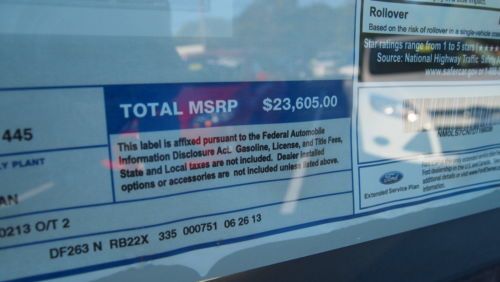 Rollover
Based on the risk of rollover in a single-vehicle
Star ratings range from 1 to 5 stars
Source: National Highway Traffic Safety
www.safercar.gov or
TOTAL MSRP $23,605.00
445
This label is affixed pursuant to the Federal Automobile
Information Disclosure Act. Gasoline, License, and Title Fees,
State and Local taxes are not included. Dealer Installed
options or accessories are not included unless listed above.
PLANT
Ford
Extended Service Plan
0213 O/T 2
DF263 N RB22X 335 000751 06 26 13